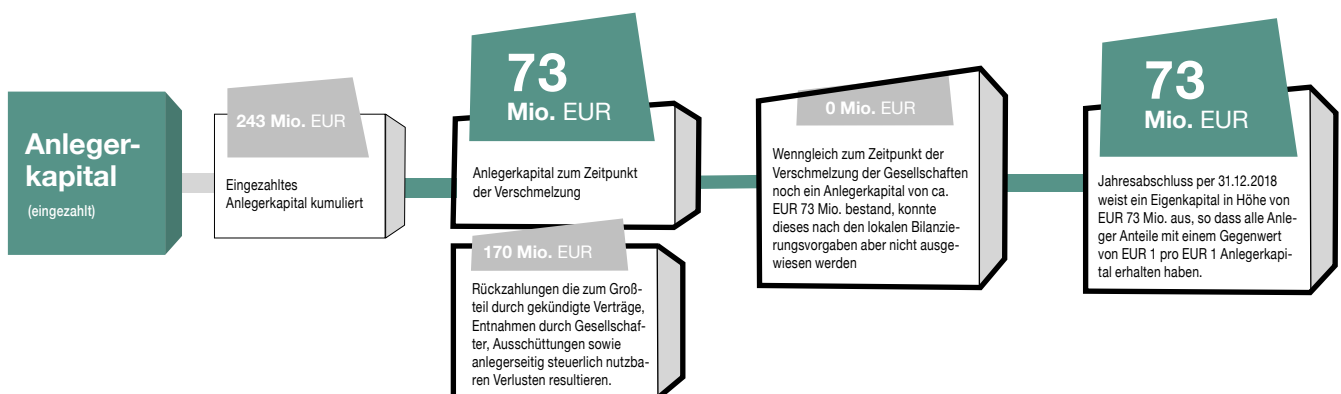 Anleger-
kapital
(eingezahlt)
243 Mio. EUR
Eingezahltes
Anlegerkapital kumuliert
73
Mio. EUR
Anlegerkapital zum Zeitpunkt
der Verschmelzung
170 Mio. EUR
Rückzahlungen die zum Groß-
teil durch gekündigte Verträge,
Entnahmen durch Gesellschaf-
ter, Ausschüttungen sowie
anlegerseitig steuerlich nutzba-
ren Verlusten resultieren.
0 Mio. EUR
Wenngleich zum Zeitpunkt der
Verschmelzung der Gesellschaften
noch ein Anlegerkapital von ca.
EUR 73 Mio. bestand, konnte
dieses nach den lokalen Bilanzie-
rungsvorgaben aber nicht ausge-
wiesen werden
73
Mio. EUR
Jahresabschluss per 31.12.2018
weist ein Eigenkapital in Höhe von
EUR 73 Mio. aus, so dass alle Anle-
ger Anteile mit einem Gegenwert
von EUR 1 pro EUR 1 Anlegerkapi-
tal erhalten haben.